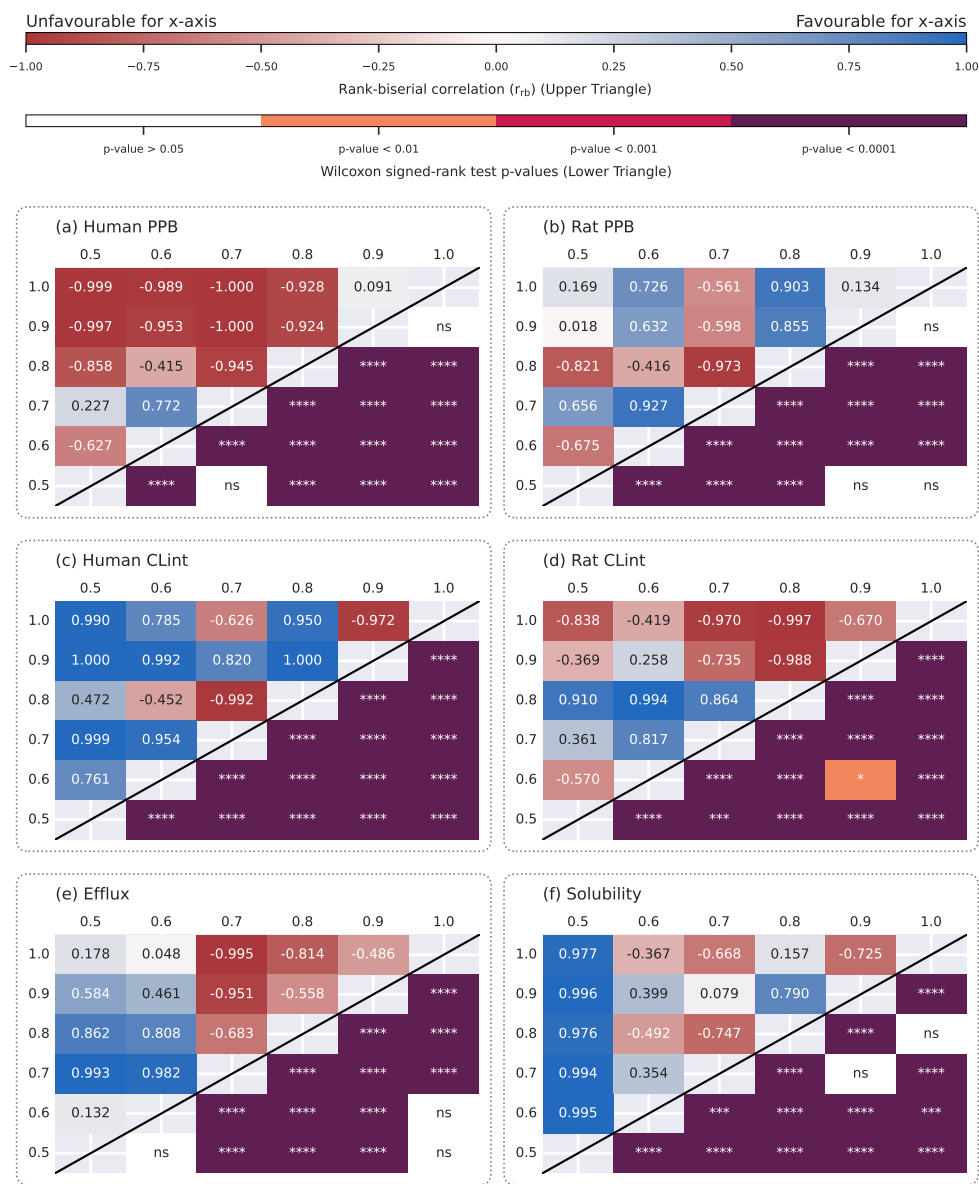 Unfavourable for x-axis Favourable for x-axis
−1.00 −0.75 −0.50 −0.25 0.00 0.25 0.50 0.75 1.00
Rank-biserial correlation (rrb) (Upper Triangle)
p-value > 0.05 p-value < 0.01 p-value < 0.001 p-value < 0.0001
Wilcoxon signed-rank test p-values (Lower Triangle)
(a) Human PPB
0.5 0.6 0.7 0.8 0.9 1.0
1.0 -0.999 -0.989 -1.000 -0.928 0.091
0.9 -0.997 -0.953 -1.000 -0.924 ns
0.8 -0.858 -0.415 -0.945 **** ****
0.7 0.227 0.772 **** **** ****
0.6 -0.627 **** **** **** ****
0.5 **** ns **** **** ****
(b) Rat PPB
0.5 0.6 0.7 0.8 0.9 1.0
1.0 0.169 0.726 -0.561 0.903 0.134
0.9 0.018 0.632 -0.598 0.855 ns
0.8 -0.821 -0.416 -0.973 **** ****
0.7 0.656 0.927 **** **** ****
0.6 -0.675 **** **** **** ****
0.5 **** **** **** ns ns
(c) Human CLint
0.5 0.6 0.7 0.8 0.9 1.0
1.0 0.990 0.785 -0.626 0.950 -0.972
0.9 1.000 0.992 0.820 1.000 ****
0.8 0.472 -0.452 -0.992 **** ****
0.7 0.999 0.954 **** **** ****
0.6 0.761 **** **** **** ****
0.5 **** **** **** **** ****
(d) Rat CLint
0.5 0.6 0.7 0.8 0.9 1.0
1.0 -0.838 -0.419 -0.970 -0.997 -0.670
0.9 -0.369 0.258 -0.735 -0.988 ****
0.8 0.910 0.994 0.864 **** ****
0.7 0.361 0.817 **** **** ****
0.6 -0.570 **** **** * ****
0.5 **** *** **** **** ****
(e) Efflux
0.5 0.6 0.7 0.8 0.9 1.0
1.0 0.178 0.048 -0.995 -0.814 -0.486
0.9 0.584 0.461 -0.951 -0.558 ****
0.8 0.862 0.808 -0.683 **** ****
0.7 0.993 0.982 **** **** ****
0.6 0.132 **** **** **** ns
0.5 ns **** **** **** ns
(f) Solubility
0.5 0.6 0.7 0.8 0.9 1.0
1.0 0.977 -0.367 -0.668 0.157 -0.725
0.9 0.996 0.399 0.079 0.790 ****
0.8 0.976 -0.492 -0.747 **** ns
0.7 0.994 0.354 **** ns ****
0.6 0.995 *** **** **** ***
0.5 **** **** **** **** ****